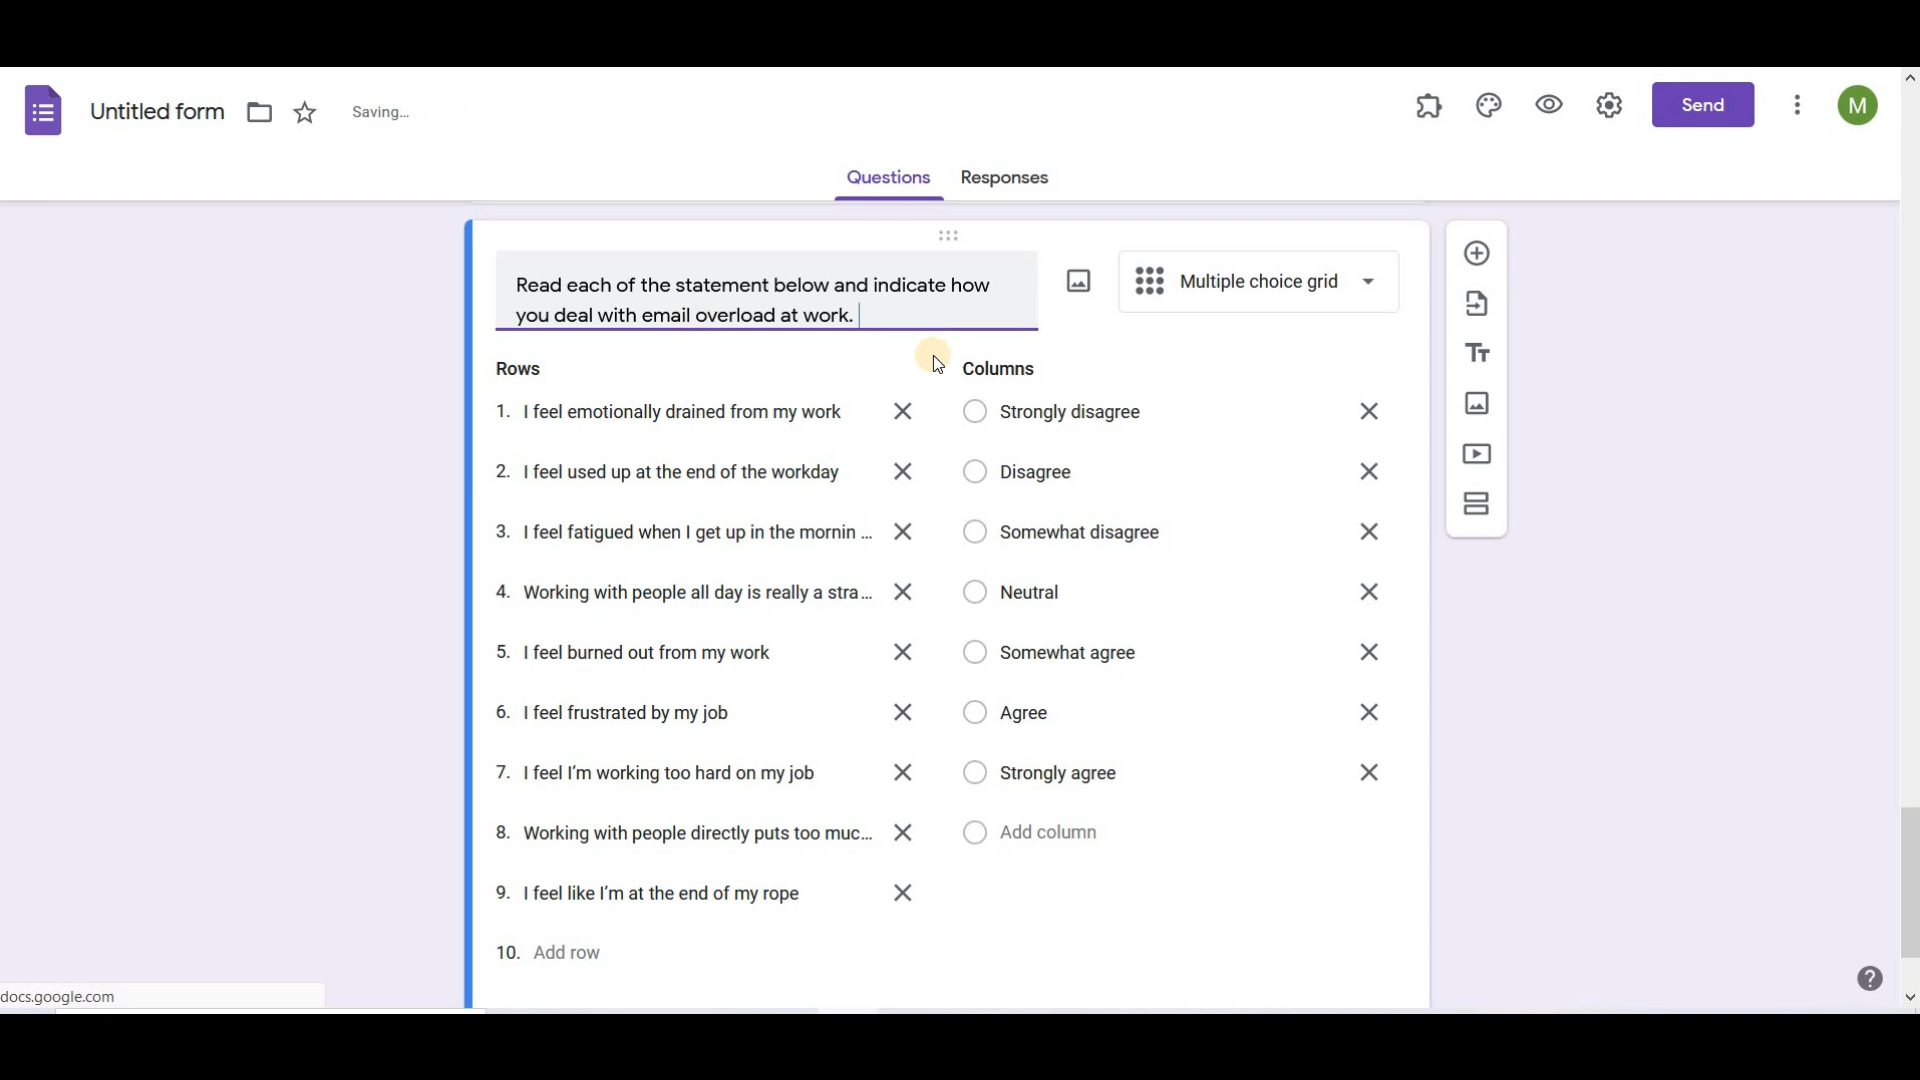 Untitled form
Saving...
Send
M
Questions
Responses
Read each of the statement below and indicate how
you deal with email overload at work.
Multiple choice grid
Rows
Columns
1. I feel emotionally drained from my work
Strongly disagree
2. I feel used up at the end of the workday
Disagree
3. I feel fatigued when I get up in the mornin ...
Somewhat disagree
4. Working with people all day is really a stra...
Neutral
5. I feel burned out from my work
Somewhat agree
6. I feel frustrated by my job
Agree
7. I feel I'm working too hard on my job
Strongly agree
8. Working with people directly puts too muc...
Add column
9. I feel like I'm at the end of my rope
10. Add row
docs.google.com